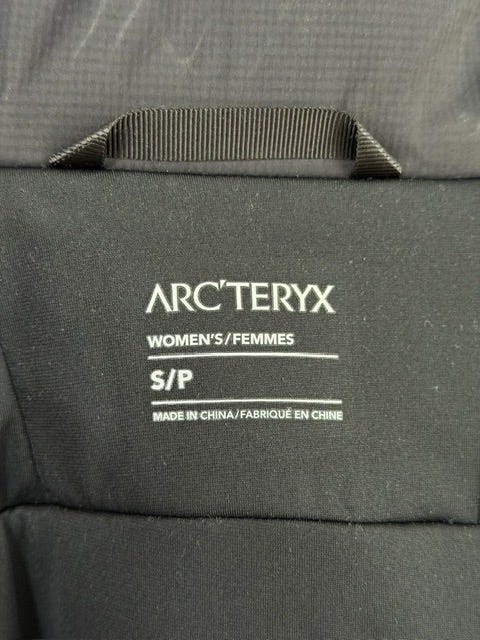 ARC'TERYX
WOMEN'S/FEMMES
S/P
MADE IN CHINA/FABRIQUÉ EN CHINE